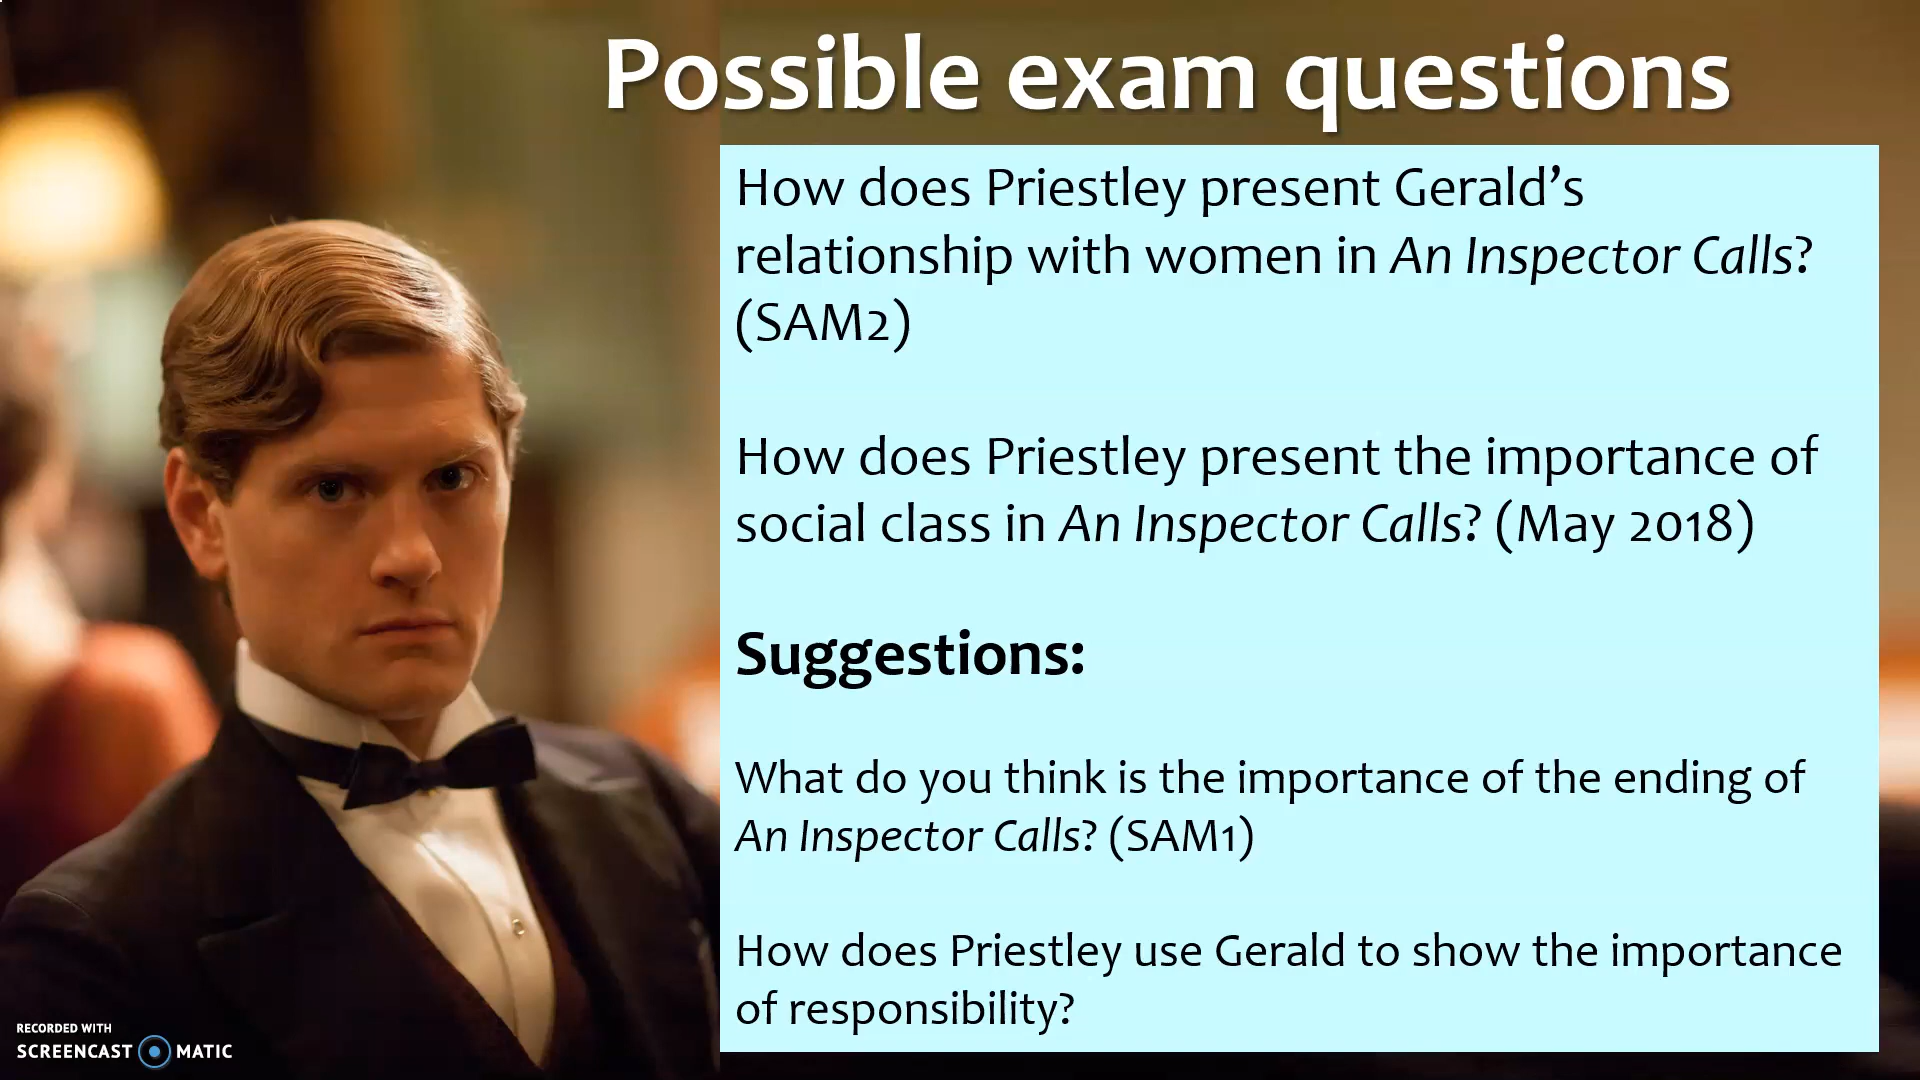 Possible exam questions
How does Priestley present Gerald’s
relationship with women in An Inspector Calls?
(SAM2)
How does Priestley present the importance of
social class in An Inspector Calls? (May 2018)
Suggestions:
What do you think is the importance of the ending of
An Inspector Calls? (SAM1)
How does Priestley use Gerald to show the importance
of responsibility?
RECORDED WITH
SCREENCAST MATIC